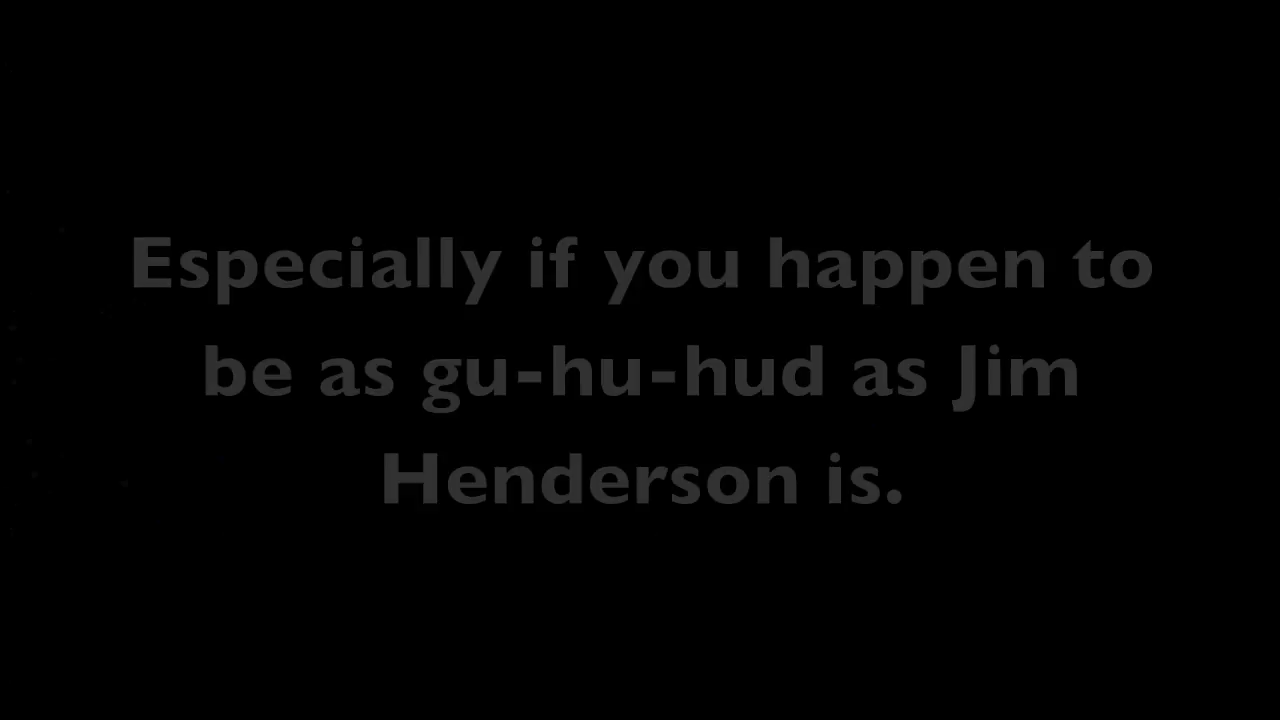 Especially if you happen to
be as gu-hu-hud as Jim
Henderson is.